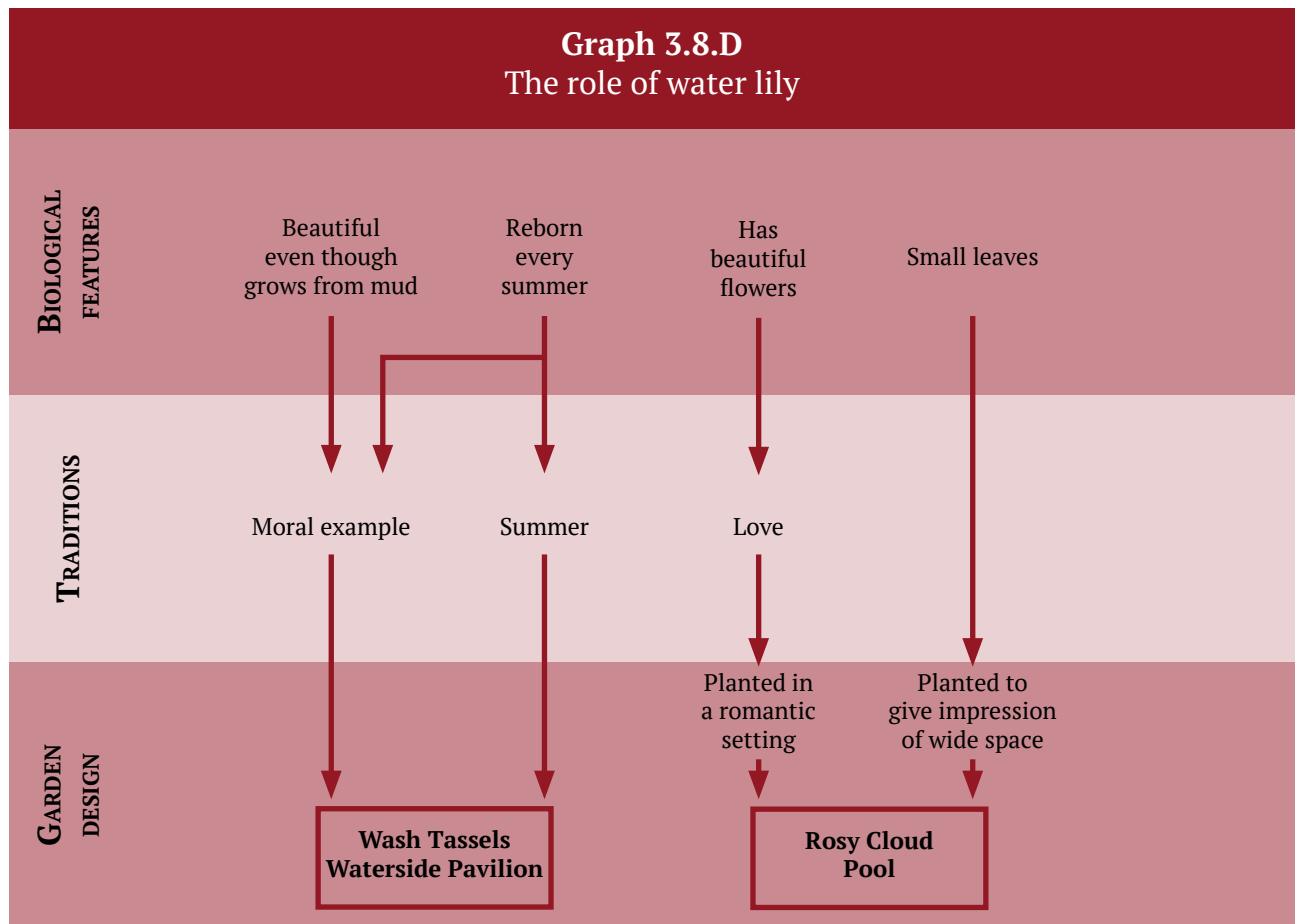 Graph 3.8.D
The role of water lily
BIOLOGICAL
FEATURES
Beautiful
even though
grows from mud
Reborn
every
summer
Has
beautiful
flowers
Small leaves
TRADITIONS
Moral example
Summer
Love
GARDEN
DESIGN
Planted in
a romantic
setting
Planted to
give impression
of wide space
Wash Tassels
Waterside Pavilion
Rosy Cloud
Pool